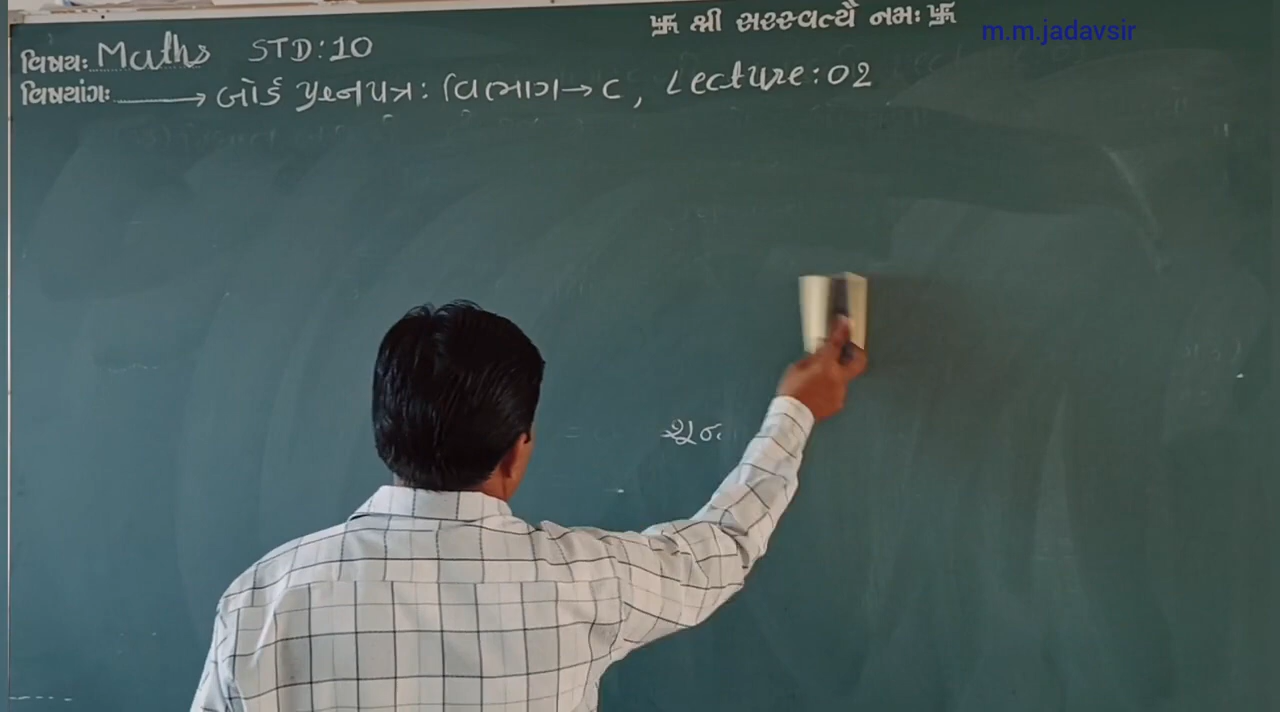 卐 શ્રી સરસ્વત્યૈ નમઃ 卐
m.m.jadavsir
વિષયઃ Maths STD:10
વિષયાંગઃ → બોર્ડ પ્રશ્નપત્ર : વિભાગ → C, Lecture : 02